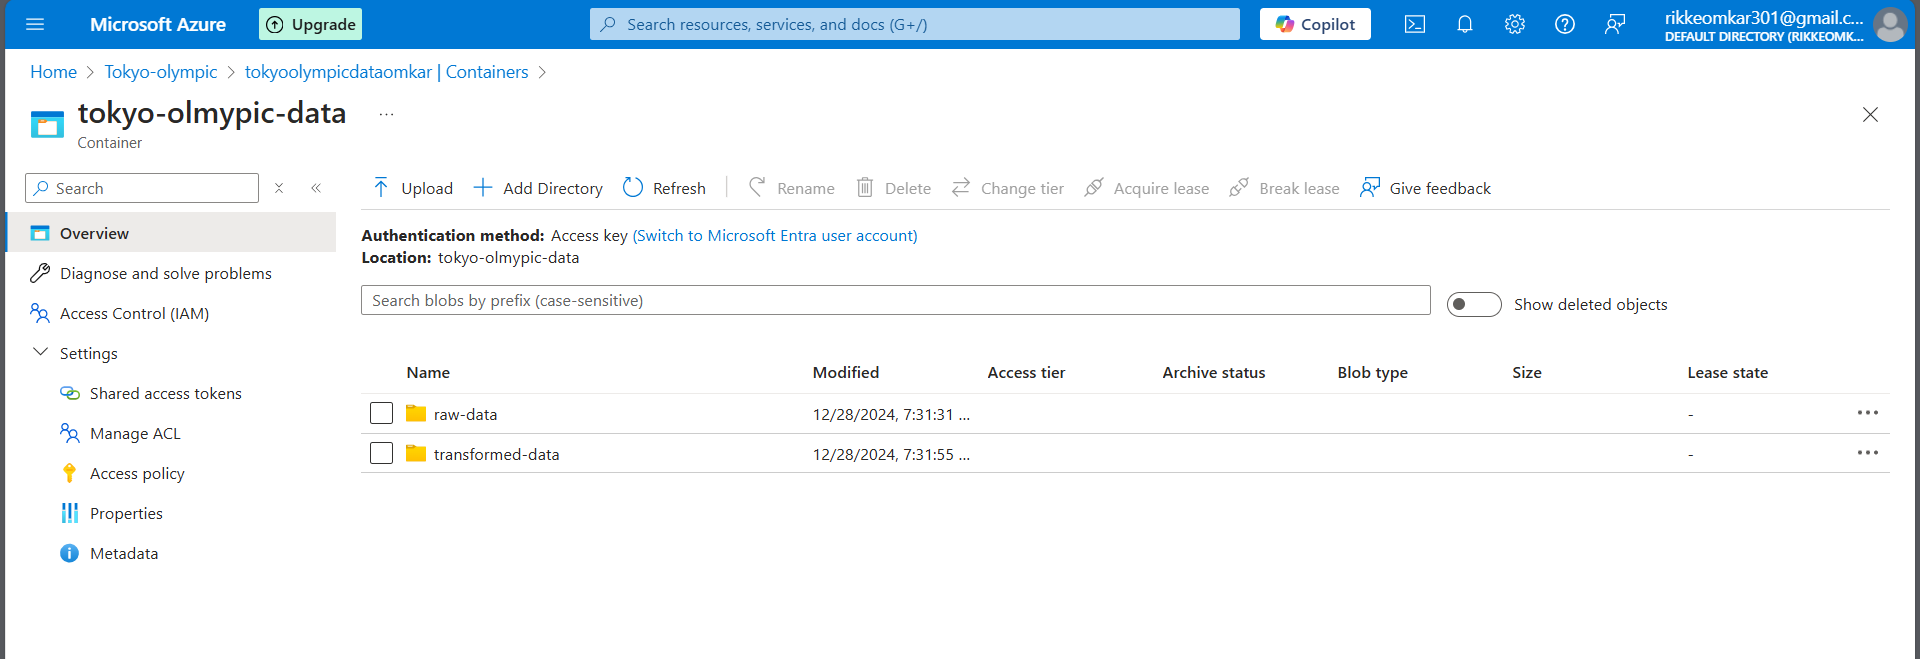 Microsoft Azure
Upgrade
Search resources, services, and docs (G+/)
Copilot
rikkeomkar301@gmail.c...
DEFAULT DIRECTORY (RIKKEOMK...
Home > Tokyo-olympic > tokyoolympicdataomkar | Containers >
tokyo-olmypic-data ...
Container
Search
Overview
Diagnose and solve problems
Access Control (IAM)
Settings
Shared access tokens
Manage ACL
Access policy
Properties
Metadata
Upload Add Directory Refresh Rename Delete Change tier Acquire lease Break lease Give feedback
Authentication method: Access key (Switch to Microsoft Entra user account)
Location: tokyo-olmypic-data
Search blobs by prefix (case-sensitive)
Show deleted objects
Name Modified Access tier Archive status Blob type Size Lease state
raw-data 12/28/2024, 7:31:31 ... - ...
transformed-data 12/28/2024, 7:31:55 ... - ...